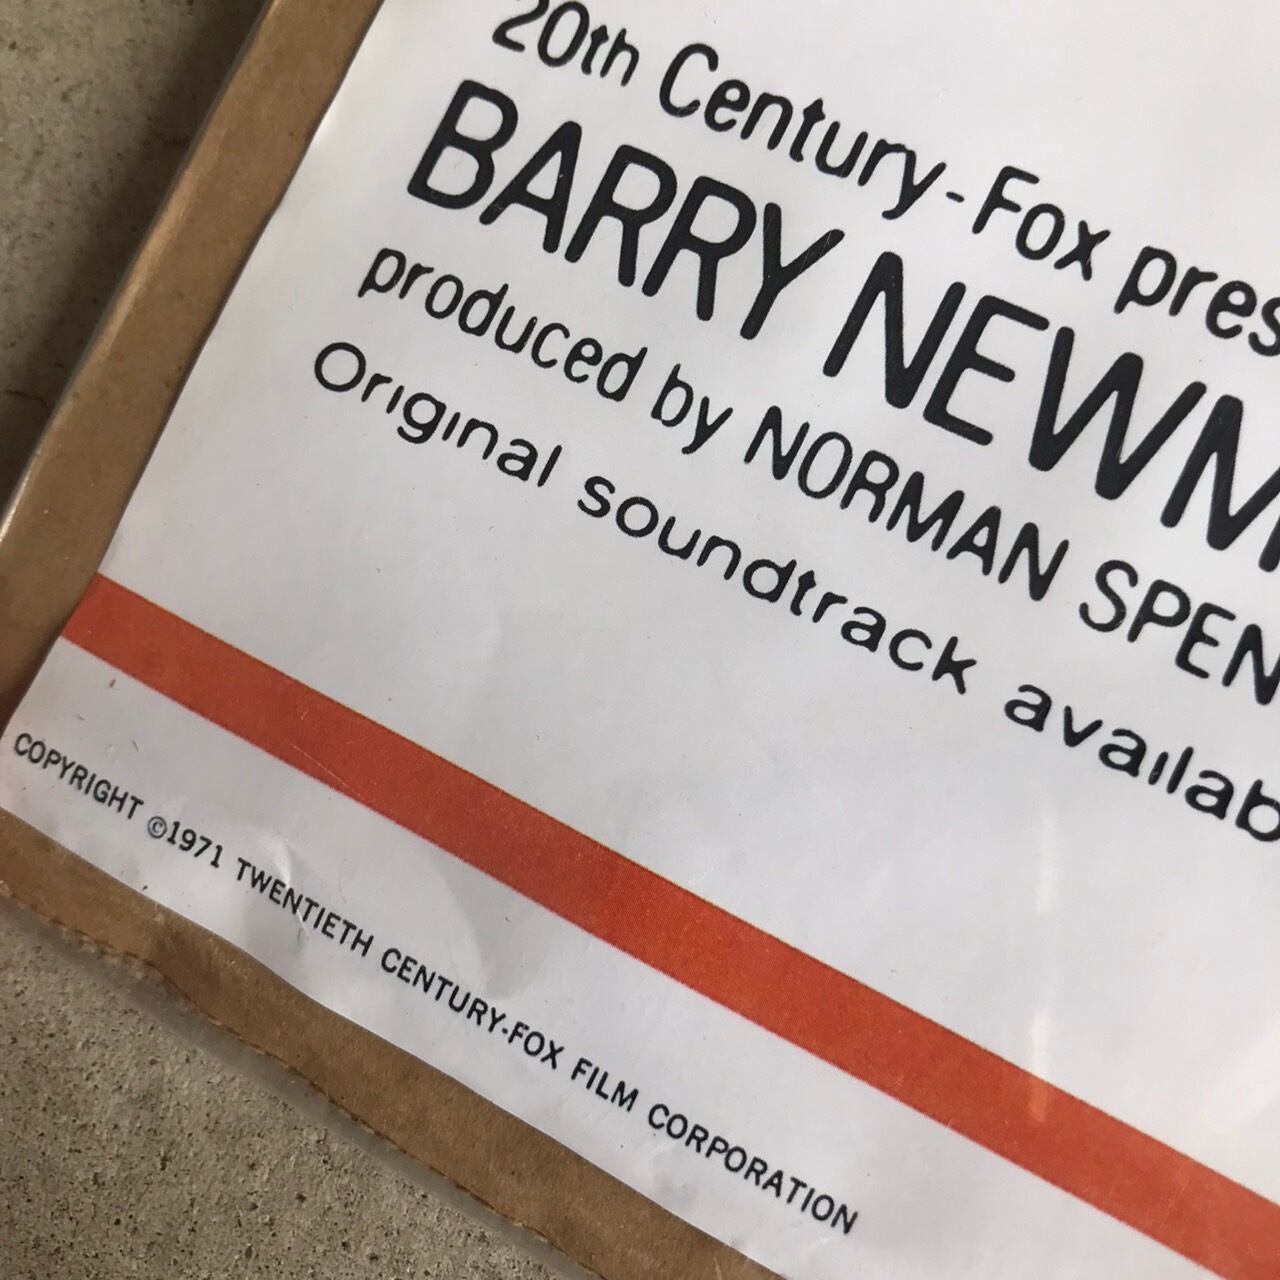 20th Century-Fox pres
BARRY NEWM
produced by NORMAN SPEN
Original soundtrack availab
COPYRIGHT ©1971 TWENTIETH CENTURY-FOX FILM CORPORATION